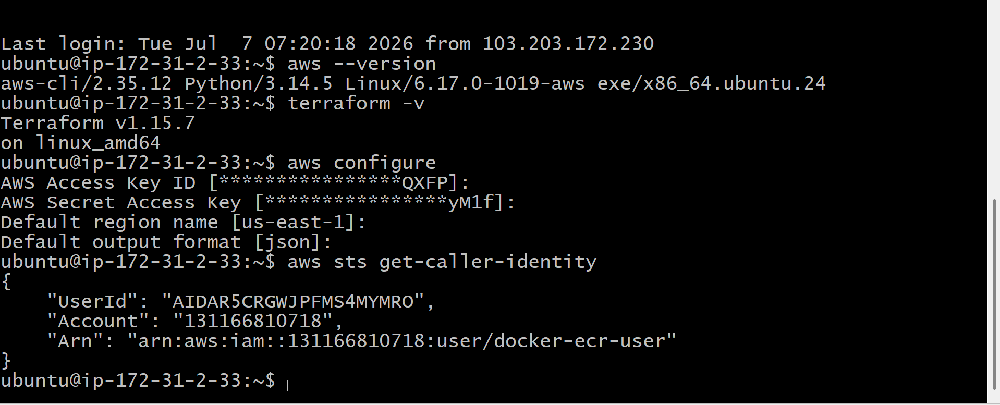 Last login: Tue Jul  7 07:20:18 2026 from 103.203.172.230
ubuntu@ip-172-31-2-33:~$ aws --version
aws-cli/2.35.12 Python/3.14.5 Linux/6.17.0-1019-aws exe/x86_64.ubuntu.24
ubuntu@ip-172-31-2-33:~$ terraform -v
Terraform v1.15.7
on linux_amd64
ubuntu@ip-172-31-2-33:~$ aws configure
AWS Access Key ID [****************QXFP]:
AWS Secret Access Key [****************yM1f]:
Default region name [us-east-1]:
Default output format [json]:
ubuntu@ip-172-31-2-33:~$ aws sts get-caller-identity
{
    "UserId": "AIDAR5CRGWJPFMS4MYMRO",
    "Account": "131166810718",
    "Arn": "arn:aws:iam::131166810718:user/docker-ecr-user"
}
ubuntu@ip-172-31-2-33:~$